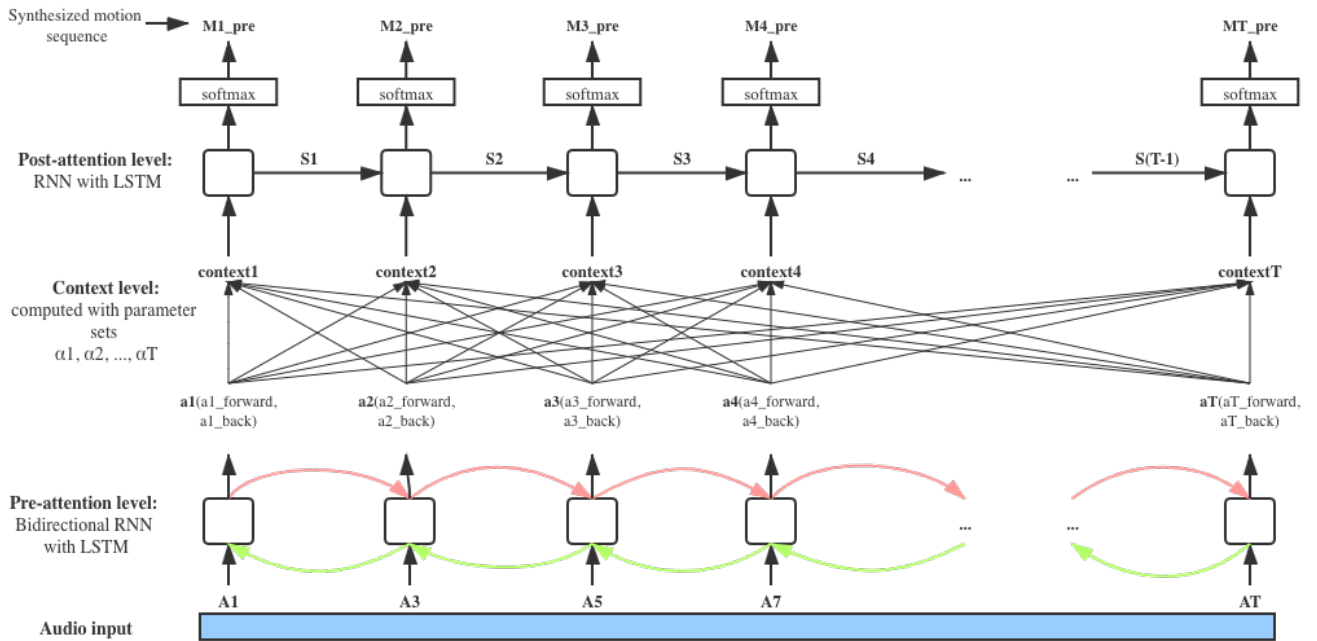 Synthesized motion
sequence
M1_pre M2_pre M3_pre M4_pre MT_pre
softmax softmax softmax softmax softmax
Post-attention level:
RNN with LSTM
S1 S2 S3 S4 ... ... S(T-1)
context1 context2 context3 context4 contextT
Context level:
computed with parameter
sets
α1, α2, ..., αT
a1(a1_forward,
a1_back)
a2(a2_forward,
a2_back)
a3(a3_forward,
a3_back)
a4(a4_forward,
a4_back)
aT(aT_forward,
aT_back)
Pre-attention level:
Bidirectional RNN
with LSTM
... ...
A1 A3 A5 A7 AT
Audio input